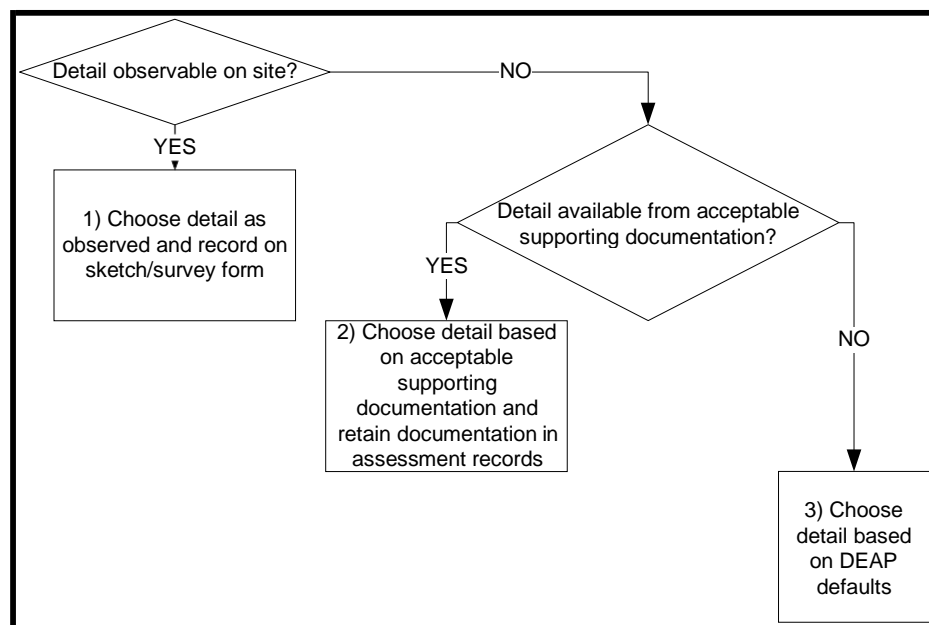 Detail observable on site?
NO
YES
1) Choose detail as
observed and record on
sketch/survey form
Detail available from acceptable
supporting documentation?
YES
2) Choose detail based
on acceptable
supporting
documentation and
retain documentation in
assessment records
NO
3) Choose
detail based
on DEAP
defaults